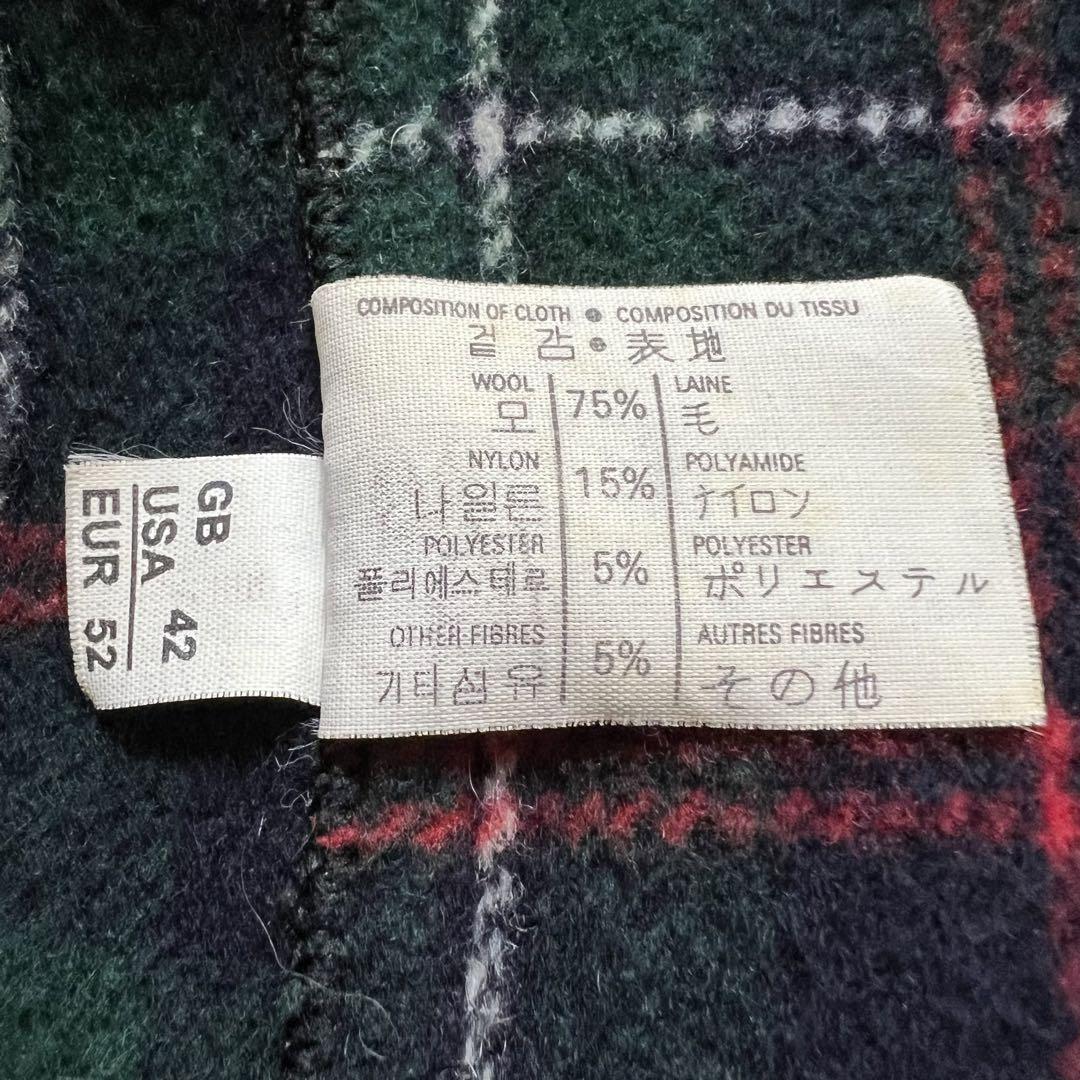 COMPOSITION OF CLOTH ● COMPOSITION DU TISSU
겉 감 • 表 地
WOOL 75% LAINE
모 毛
NYLON 15% POLYAMIDE
나일론 ナイロン
POLYESTER 5% POLYESTER
폴리에스테르 ポリエステル
OTHER FIBRES 5% AUTRES FIBRES
기타섬유 その他
GB
USA 42
EUR 52